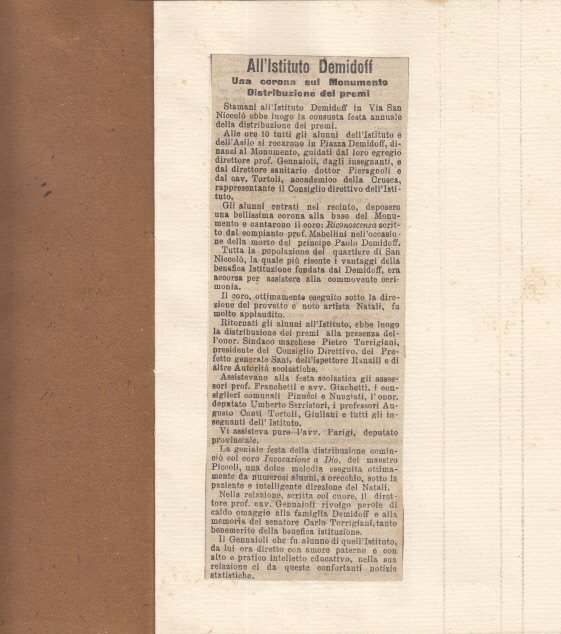 All'Istituto Demidoff
Una corona sul Monumento
Distribuzione dei premi
Stamani all'Istituto Demidoff in Via San
Niccolò ebbe luogo la consueta festa annuale
della distribuzione dei premi.
Alle ore 10 tutti gli alunni dell'Istituto e
dell'Asilo si recarono in Piazza Demidoff, di-
nanzi al Monumento, guidati dal loro egregio
direttore prof. Gennaioli, dagli insegnanti, e
dal direttore sanitario dottor Pieragnoli e
dal cav. Tortoli, accademico della Crusca,
rappresentante il Consiglio direttivo dell'Isti-
tuto.
Gli alunni entrati nel recinto, deposero
una bellissima corona alla base del Monu-
mento e cantarono il coro: Riconoscenza scrit-
to dal compianto prof. Mabellini nell'occasio-
ne della morte del principe Paolo Demidoff.
Tutta la popolazione del quartiere di San
Niccolò, la quale più risente i vantaggi della
benefica Istituzione fondata dai Demidoff, era
accorsa per assistere alla commovente ceri-
monia.
Il coro, ottimamente eseguito sotto la dire-
zione del provetto e noto artista Natali, fu
molto applaudito.
Ritornati gli alunni all'Istituto, ebbe luogo
la distribuzione dei premi alla presenza del-
l'onor. Sindaco marchese Pietro Torrigiani,
presidente del Consiglio Direttivo, del Pre-
fetto generale Sani, dell'ispettore Ranalli e di
altre Autorità scolastiche.
Assistevano alla festa scolastica gli asses-
sori prof. Franchetti e avv. Giachetti, i con-
siglieri comunali Pinucci e Nunziati, l'onor.
deputato Umberto Serristori, i professori Au-
gusto Conti Tortoli, Giuliani e tutti gli in-
segnanti dell'Istituto.
Vi assisteva pure l'avv. Parigi, deputato
provinciale.
La geniale festa della distribuzione comin-
ciò col coro Invocazione a Dio, del maestro
Piccoli, una dolce melodia eseguita ottima-
mente da numerosi alunni, a orecchio, sotto la
paziente e intelligente direzione del Natali.
Nella relazione, scritta col cuore, il diret-
tore prof. cav. Gennaioli rivolge parole di
caldo omaggio alla famiglia Demidoff e alla
memoria del senatore Carlo Torrigiani, tanto
benemerito della benefica istituzione.
Il Gennaioli che fu alunno di quell'Istituto,
da lui ora diretto con amore paterno e con
alto e pratico intelletto educativo, nella sua
relazione ci dà queste confortanti notizie
statistiche.